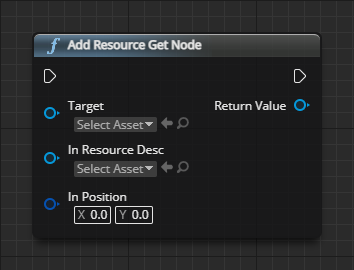 f Add Resource Get Node
Target Return Value
Select Asset
In Resource Desc
Select Asset
In Position
X 0.0 Y 0.0